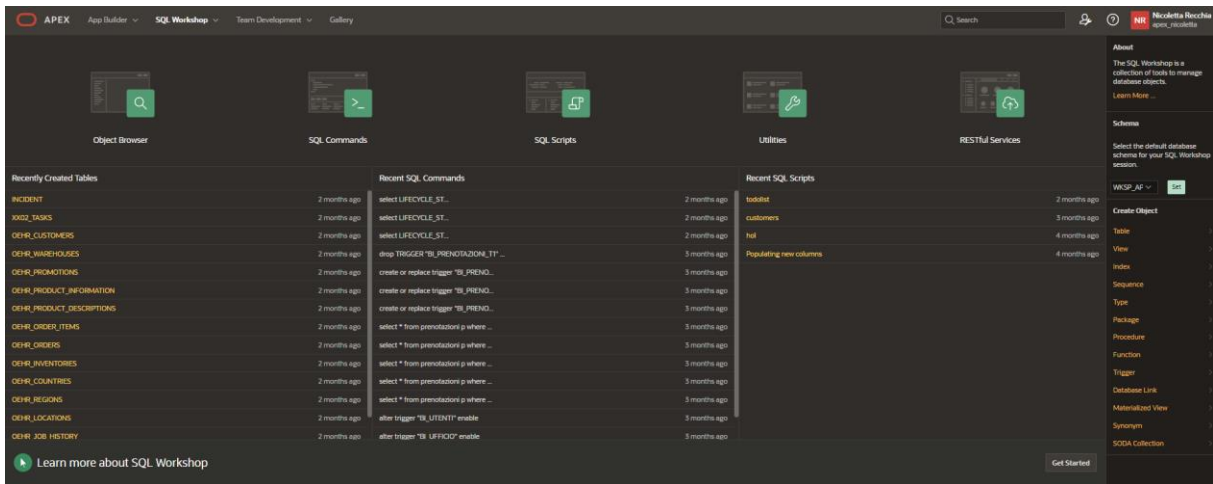 APEX App Builder SQL Workshop Team Development Gallery Search NR Nicoletta Recchia
apex_nicoletta
Object Browser SQL Commands SQL Scripts Utilities RESTful Services
Recently Created Tables
INCIDENT 2 months ago
XX02_TASKS 2 months ago
OEHR_CUSTOMERS 2 months ago
OEHR_WAREHOUSES 2 months ago
OEHR_PROMOTIONS 2 months ago
OEHR_PRODUCT_INFORMATION 2 months ago
OEHR_PRODUCT_DESCRIPTIONS 2 months ago
OEHR_ORDER_ITEMS 2 months ago
OEHR_ORDERS 2 months ago
OEHR_INVENTORIES 2 months ago
OEHR_COUNTRIES 2 months ago
OEHR_REGIONS 2 months ago
OEHR_LOCATIONS 2 months ago
OEHR_JOB_HISTORY 2 months ago
Recent SQL Commands
select LIFECYCLE_ST... 2 months ago
select LIFECYCLE_ST... 2 months ago
select LIFECYCLE_ST... 2 months ago
drop TRIGGER "BI_PRENOTAZIONI_T1" ... 3 months ago
create or replace trigger "BI_PRENO... 3 months ago
create or replace trigger "BI_PRENO... 3 months ago
create or replace trigger "BI_PRENO... 3 months ago
select * from prenotazioni p where ... 3 months ago
select * from prenotazioni p where ... 3 months ago
select * from prenotazioni p where ... 3 months ago
select * from prenotazioni p where ... 3 months ago
select * from prenotazioni p where ... 3 months ago
alter trigger "BI_UTENTI" enable 3 months ago
alter trigger "BI_UFFICIO" enable 3 months ago
Recent SQL Scripts
todolist 2 months ago
customers 3 months ago
hol 4 months ago
Populating new columns 4 months ago
About
The SQL Workshop is a
collection of tools to manage
database objects.
Learn More ...
Schema
Select the default database
schema for your SQL Workshop
session.
WKSP_AF Set
Create Object
Table
View
Index
Sequence
Type
Package
Procedure
Function
Trigger
Database Link
Materialized View
Synonym
SODA Collection
Learn more about SQL Workshop Get Started